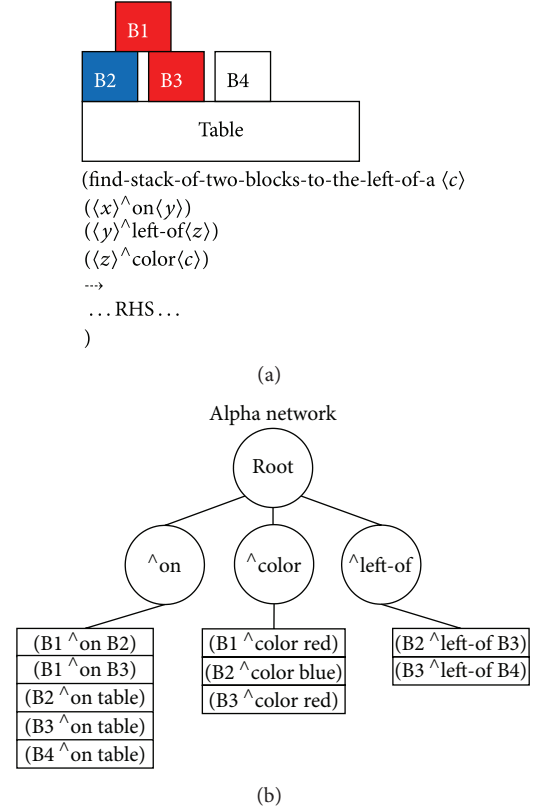 B1
B2 B3 B4
Table
(find-stack-of-two-blocks-to-the-left-of-a ⟨c⟩
(⟨x⟩^on⟨y⟩)
(⟨y⟩^left-of⟨z⟩)
(⟨z⟩^color⟨c⟩)
⤏
...RHS...
)
(a)
Alpha network
Root
^on ^color ^left-of
(B1 ^on B2) (B1 ^color red) (B2 ^left-of B3)
(B1 ^on B3) (B2 ^color blue) (B3 ^left-of B4)
(B2 ^on table) (B3 ^color red)
(B3 ^on table)
(B4 ^on table)
(b)